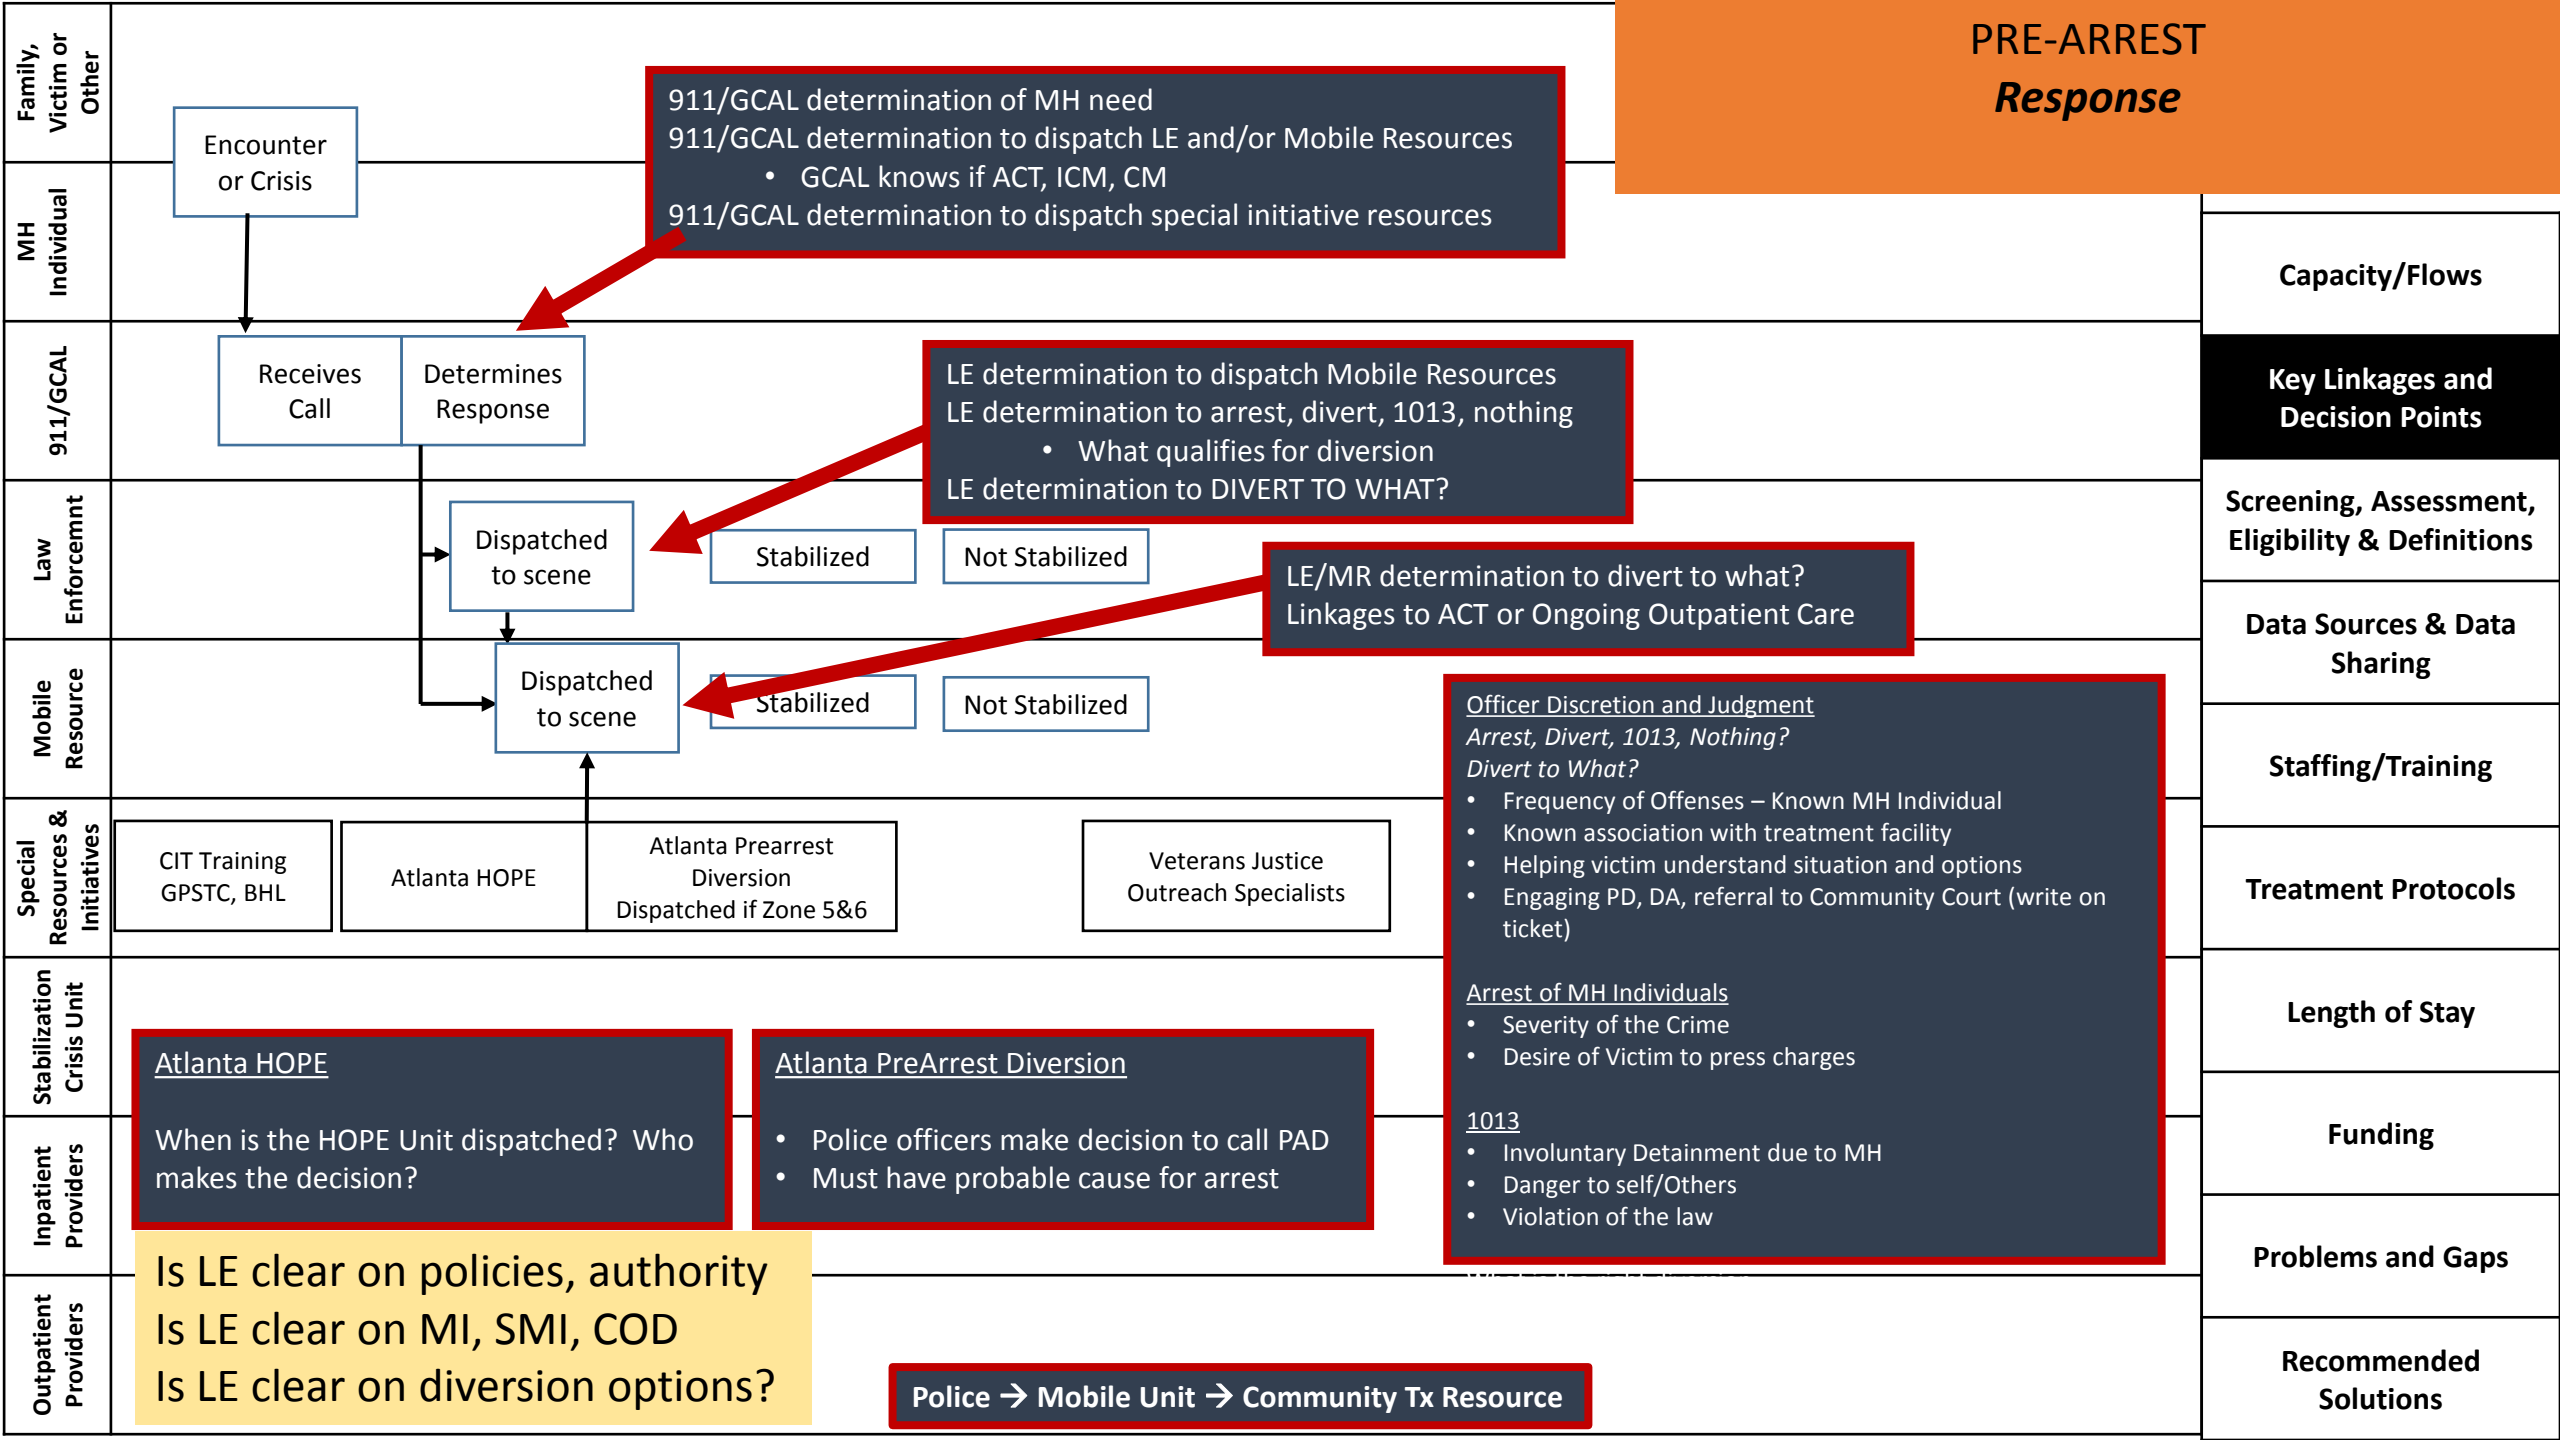 PRE-ARREST
Response
Family,
Victim or
Other
MH
Individual
911/GCAL
Law
Enforcemnt
Mobile
Resource
Special
Resources &
Initiatives
Stabilization
Crisis Unit
Inpatient
Providers
Outpatient
Providers
Encounter
or Crisis
911/GCAL determination of MH need
911/GCAL determination to dispatch LE and/or Mobile Resources
• GCAL knows if ACT, ICM, CM
911/GCAL determination to dispatch special initiative resources
Receives
Call
Determines
Response
LE determination to dispatch Mobile Resources
LE determination to arrest, divert, 1013, nothing
• What qualifies for diversion
LE determination to DIVERT TO WHAT?
Dispatched
to scene
Stabilized
Not Stabilized
LE/MR determination to divert to what?
Linkages to ACT or Ongoing Outpatient Care
Dispatched
to scene
Stabilized
Not Stabilized
CIT Training
GPSTC, BHL
Atlanta HOPE
Atlanta Prearrest
Diversion
Dispatched if Zone 5&6
Veterans Justice
Outreach Specialists
Officer Discretion and Judgment
Arrest, Divert, 1013, Nothing?
Divert to What?
• Frequency of Offenses – Known MH Individual
• Known association with treatment facility
• Helping victim understand situation and options
• Engaging PD, DA, referral to Community Court (write on
ticket)
Arrest of MH Individuals
• Severity of the Crime
• Desire of Victim to press charges
1013
• Involuntary Detainment due to MH
• Danger to self/Others
• Violation of the law
Atlanta HOPE
When is the HOPE Unit dispatched? Who
makes the decision?
Atlanta PreArrest Diversion
• Police officers make decision to call PAD
• Must have probable cause for arrest
Is LE clear on policies, authority
Is LE clear on MI, SMI, COD
Is LE clear on diversion options?
Police → Mobile Unit → Community Tx Resource
Capacity/Flows
Key Linkages and
Decision Points
Screening, Assessment,
Eligibility & Definitions
Data Sources & Data
Sharing
Staffing/Training
Treatment Protocols
Length of Stay
Funding
Problems and Gaps
Recommended
Solutions